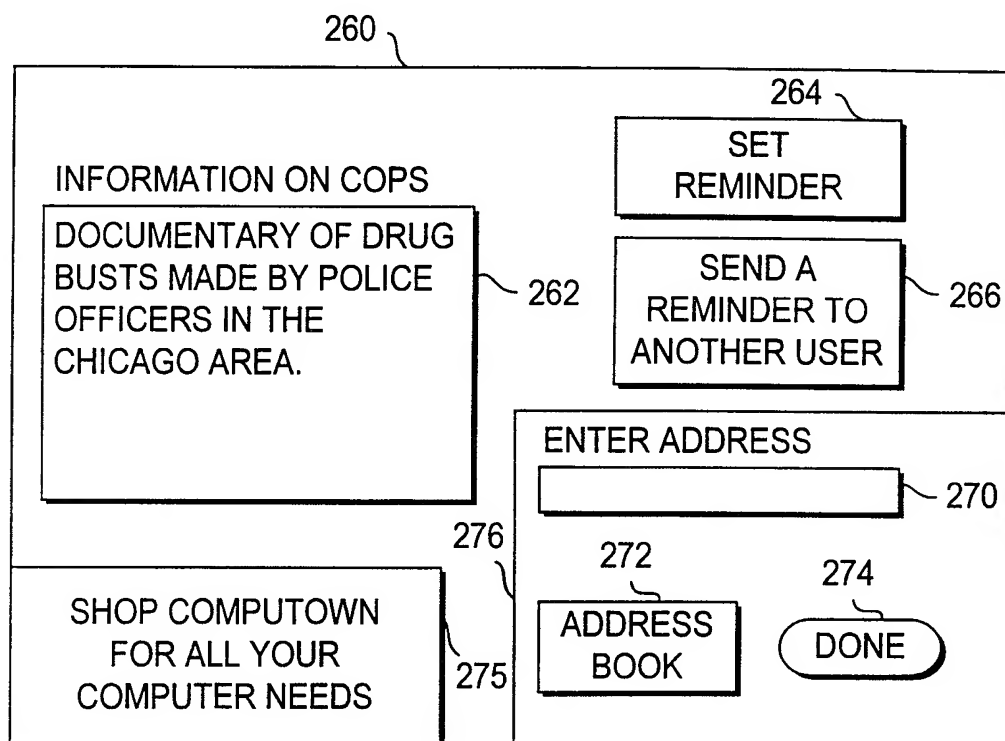 260
264
SET
REMINDER
INFORMATION ON COPS
DOCUMENTARY OF DRUG
BUSTS MADE BY POLICE
OFFICERS IN THE
CHICAGO AREA.
262
SEND A
REMINDER TO
ANOTHER USER
266
ENTER ADDRESS
270
276
272
274
ADDRESS
BOOK
DONE
SHOP COMPUTOWN
FOR ALL YOUR
COMPUTER NEEDS
275